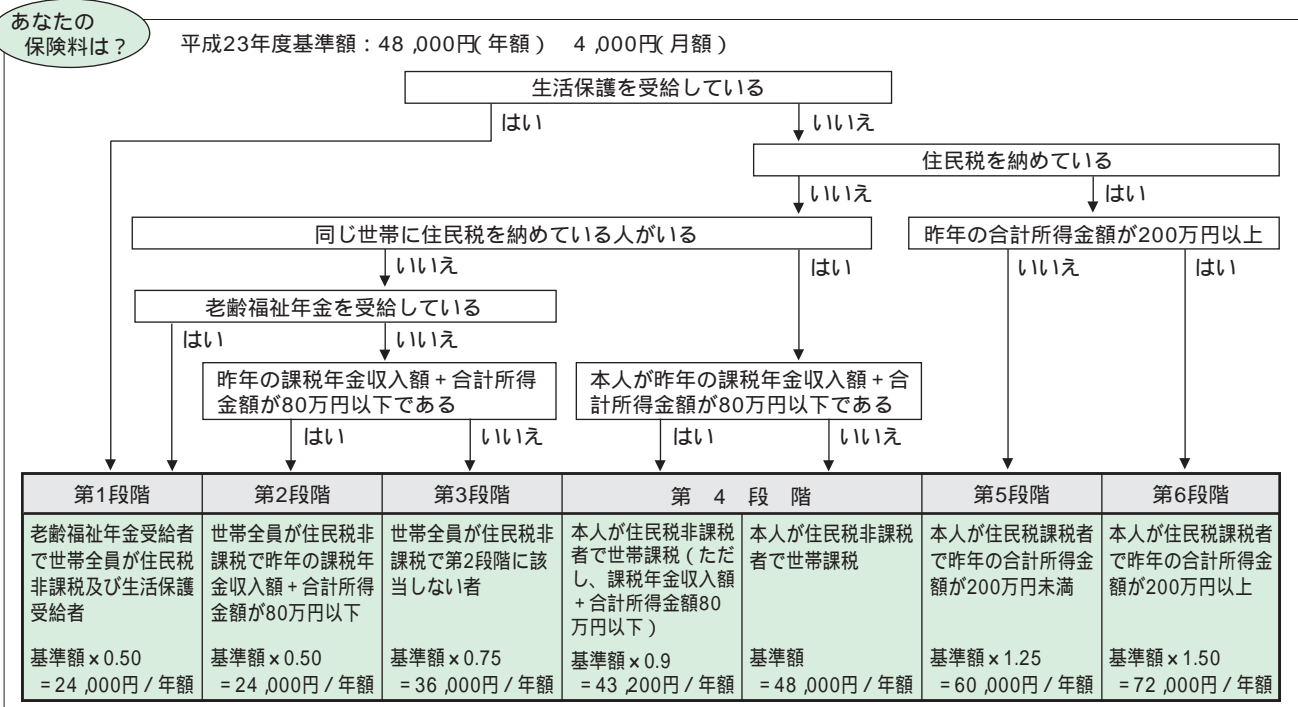 あなたの
保険料は？
平成23年度基準額：48,000円(年額)　4,000円(月額)
生活保護を受給している
はい
いいえ
住民税を納めている
いいえ
はい
同じ世帯に住民税を納めている人がいる
昨年の合計所得金額が200万円以上
いいえ
はい
いいえ
はい
老齢福祉年金を受給している
はい
いいえ
昨年の課税年金収入額+合計所得
金額が80万円以下である
本人が昨年の課税年金収入額+合
計所得金額が80万円以下である
はい
いいえ
はい
いいえ
第1段階
第2段階
第3段階
第 4 段 階
第5段階
第6段階
老齢福祉年金受給者
で世帯全員が住民税
非課税及び生活保護
受給者
基準額×0.50
=24,000円/年額
世帯全員が住民税非
課税で昨年の課税年
金収入額+合計所得
金額が80万円以下
基準額×0.50
=24,000円/年額
世帯全員が住民税非
課税で第2段階に該
当しない者
基準額×0.75
=36,000円/年額
本人が住民税非課税
者で世帯課税(ただ
し、課税年金収入額
+合計所得金額80
万円以下)
基準額×0.9
=43,200円/年額
本人が住民税非課税
者で世帯課税
基準額
=48,000円/年額
本人が住民税課税者
で昨年の合計所得金
額が200万円未満
基準額×1.25
=60,000円/年額
本人が住民税課税者
で昨年の合計所得金
額が200万円以上
基準額×1.50
=72,000円/年額